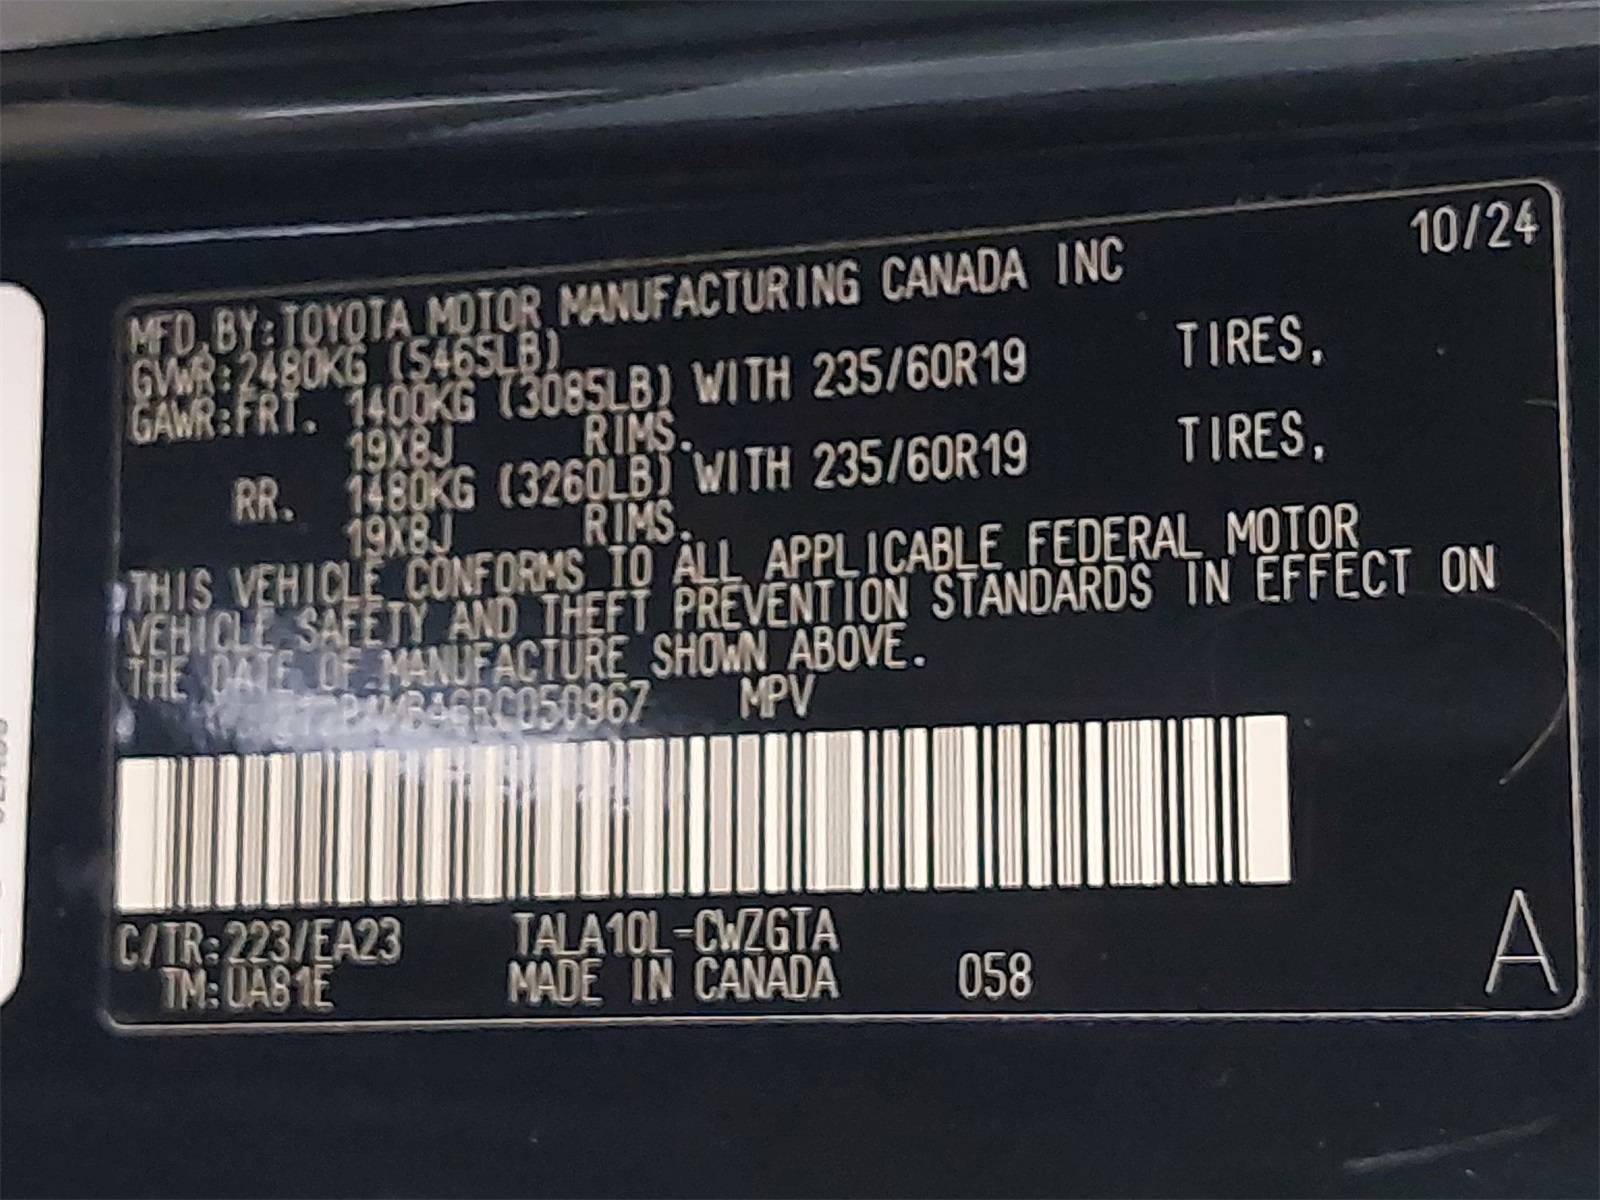 10/24
MFD.BY:TOYOTA MOTOR MANUFACTURING CANADA INC
GVWR:2480KG (5465LB)
GAWR:FRT. 1400KG (3085LB) WITH 235/60R19 TIRES,
19X8J RIMS.
RR. 1480KG (3260LB) WITH 235/60R19 TIRES,
19X8J RIMS.
THIS VEHICLE CONFORMS TO ALL APPLICABLE FEDERAL MOTOR
VEHICLE SAFETY AND THEFT PREVENTION STANDARDS IN EFFECT ON
THE DATE OF MANUFACTURE SHOWN ABOVE.
MPV
C/TR:223/EA23 TALA10L-CWZGTA
TM:UA81E MADE IN CANADA 058
A